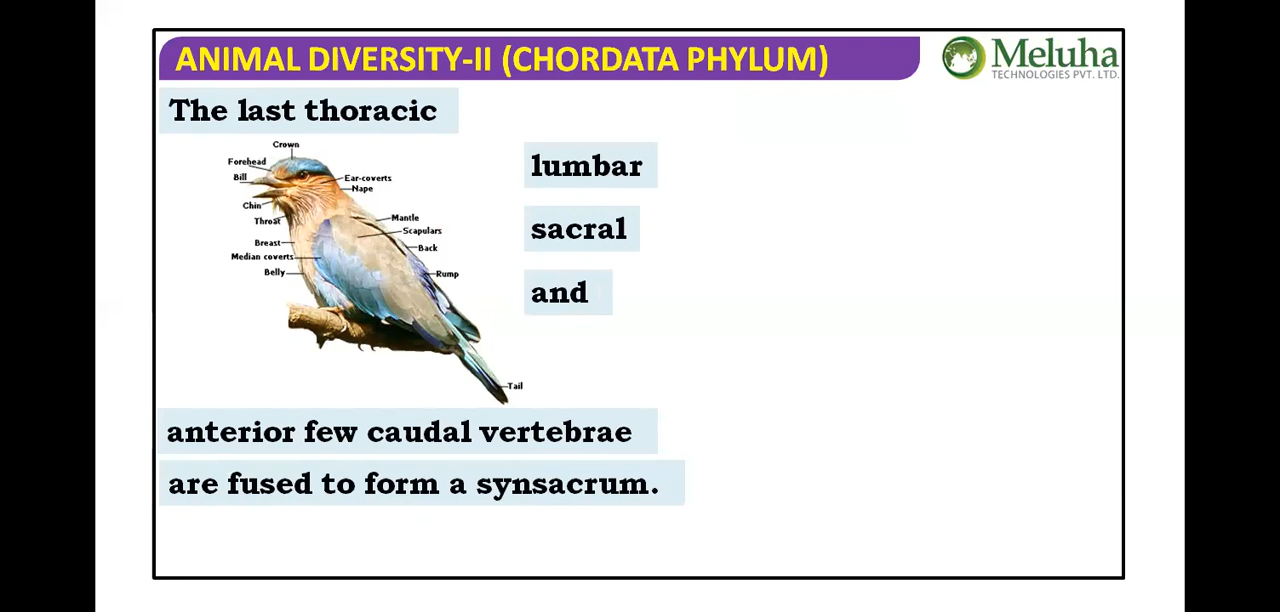 ANIMAL DIVERSITY-II (CHORDATA PHYLUM)
Meluha
TECHNOLOGIES PVT. LTD.
The last thoracic
Crown
Forehead
Bill
Ear-coverts
Nape
Chin
Throat
Mantle
Scapulars
Breast
Back
Median coverts
Belly
Rump
Tail
lumbar
sacral
and
anterior few caudal vertebrae
are fused to form a synsacrum.